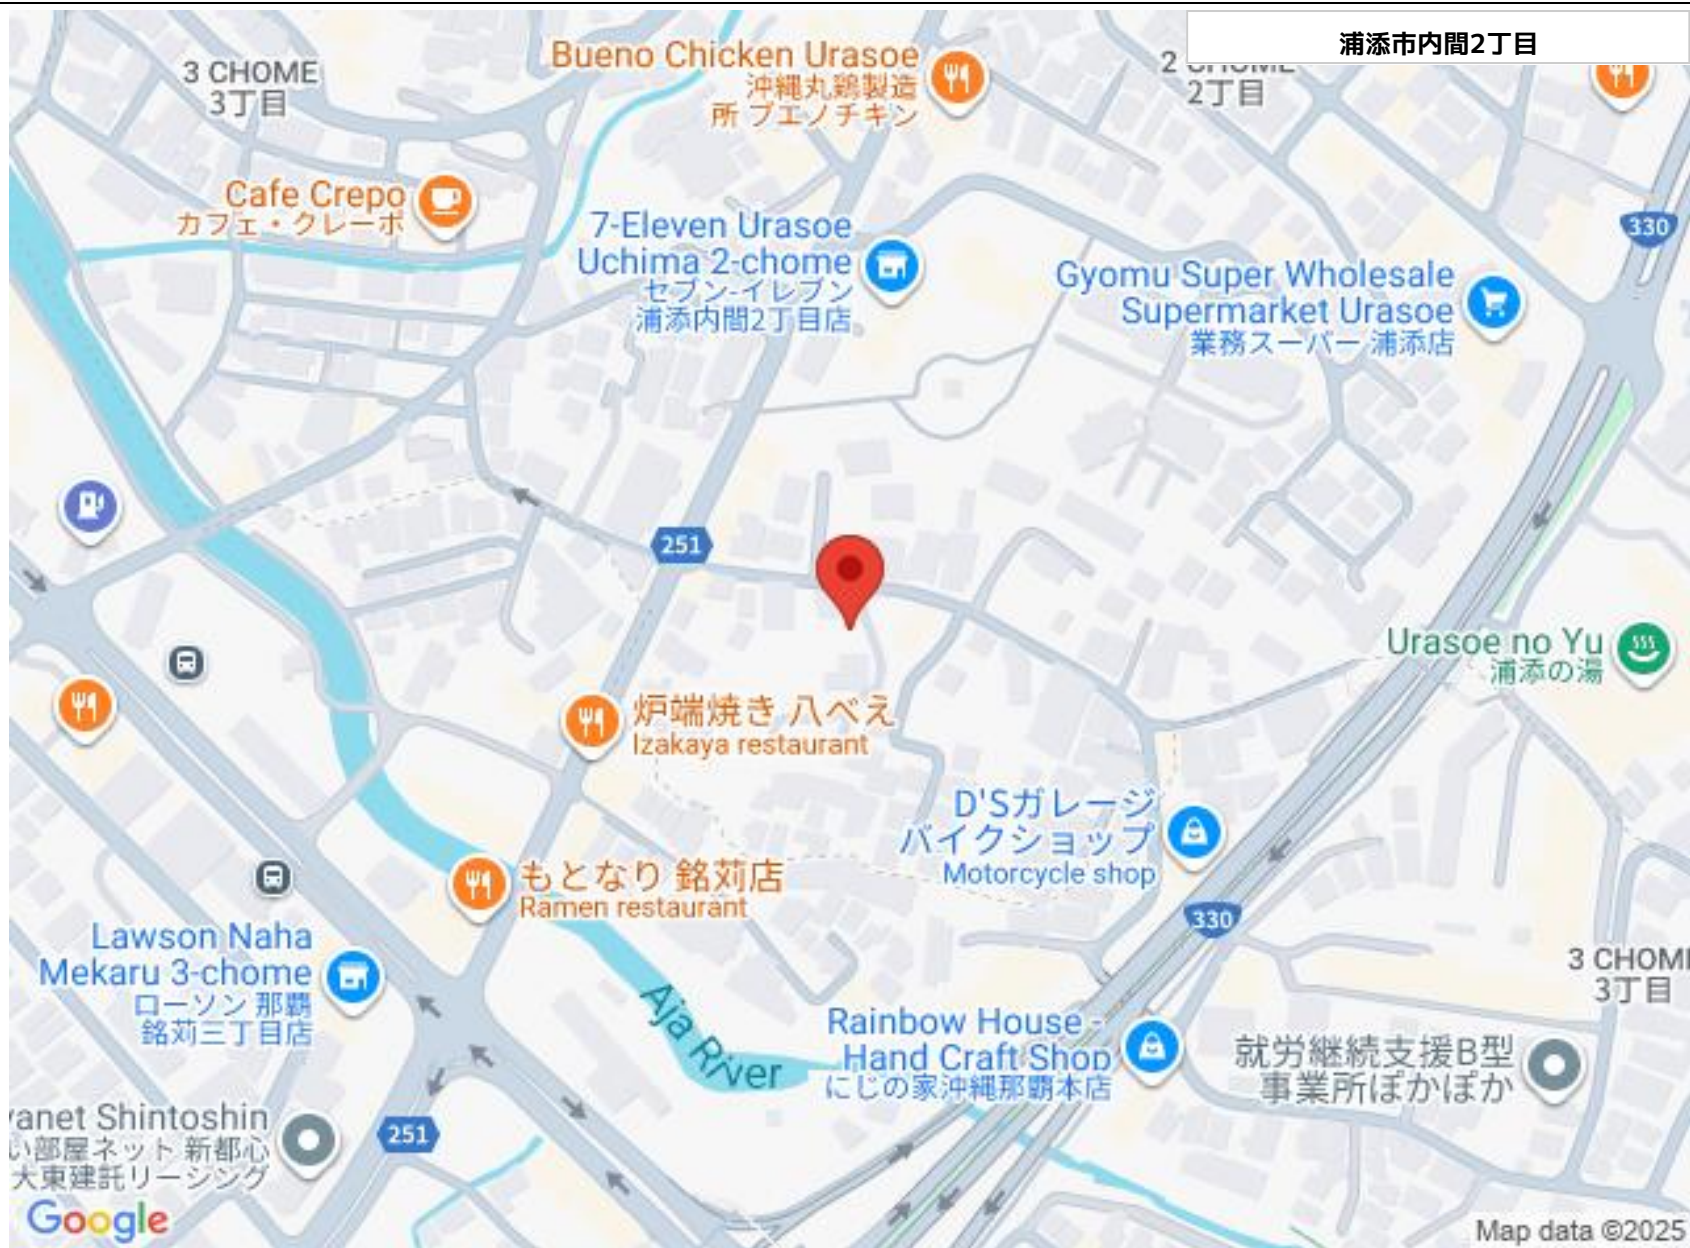 浦添市内間2丁目
3 CHOME
3丁目
Bueno Chicken Urasoe
沖縄丸鶏製造
所 ブエノチキン
2 CHOME
2丁目
Cafe Crepo
カフェ・クレーポ
7-Eleven Urasoe
Uchima 2-chome
セブン-イレブン
浦添内間2丁目店
330
Gyomu Super Wholesale
Supermarket Urasoe
業務スーパー 浦添店
251
Urasoe no Yu
浦添の湯
炉端焼き 八べえ
Izakaya restaurant
D'Sガレージ
バイクショップ
Motorcycle shop
もとなり 銘苅店
Ramen restaurant
330
Lawson Naha
Mekaru 3-chome
ローソン 那覇
銘苅三丁目店
3 CHOM
3丁目
Aja River
Rainbow House -
Hand Craft Shop
にじの家沖縄那覇本店
就労継続支援B型
事業所ぽかぽか
yanet Shintoshin
い部屋ネット 新都心
大東建託リーシング
251
Google
Map data ©2025